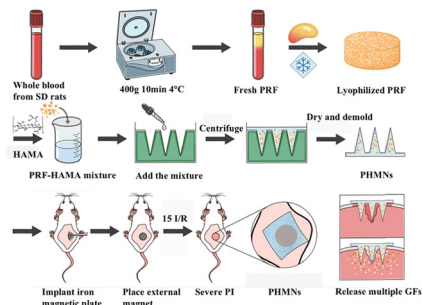 Whole blood
from SD rats
400g 10min 4°C
Fresh PRF
Lyophilized PRF
HAMA
PRF-HAMA mixture
Add the mixture
Centrifuge
Dry and demold
PHMNs
Implant iron
magnetic plate
Place external
magnet
15 I/R
Severe PI
PHMNs
Release multiple GFs